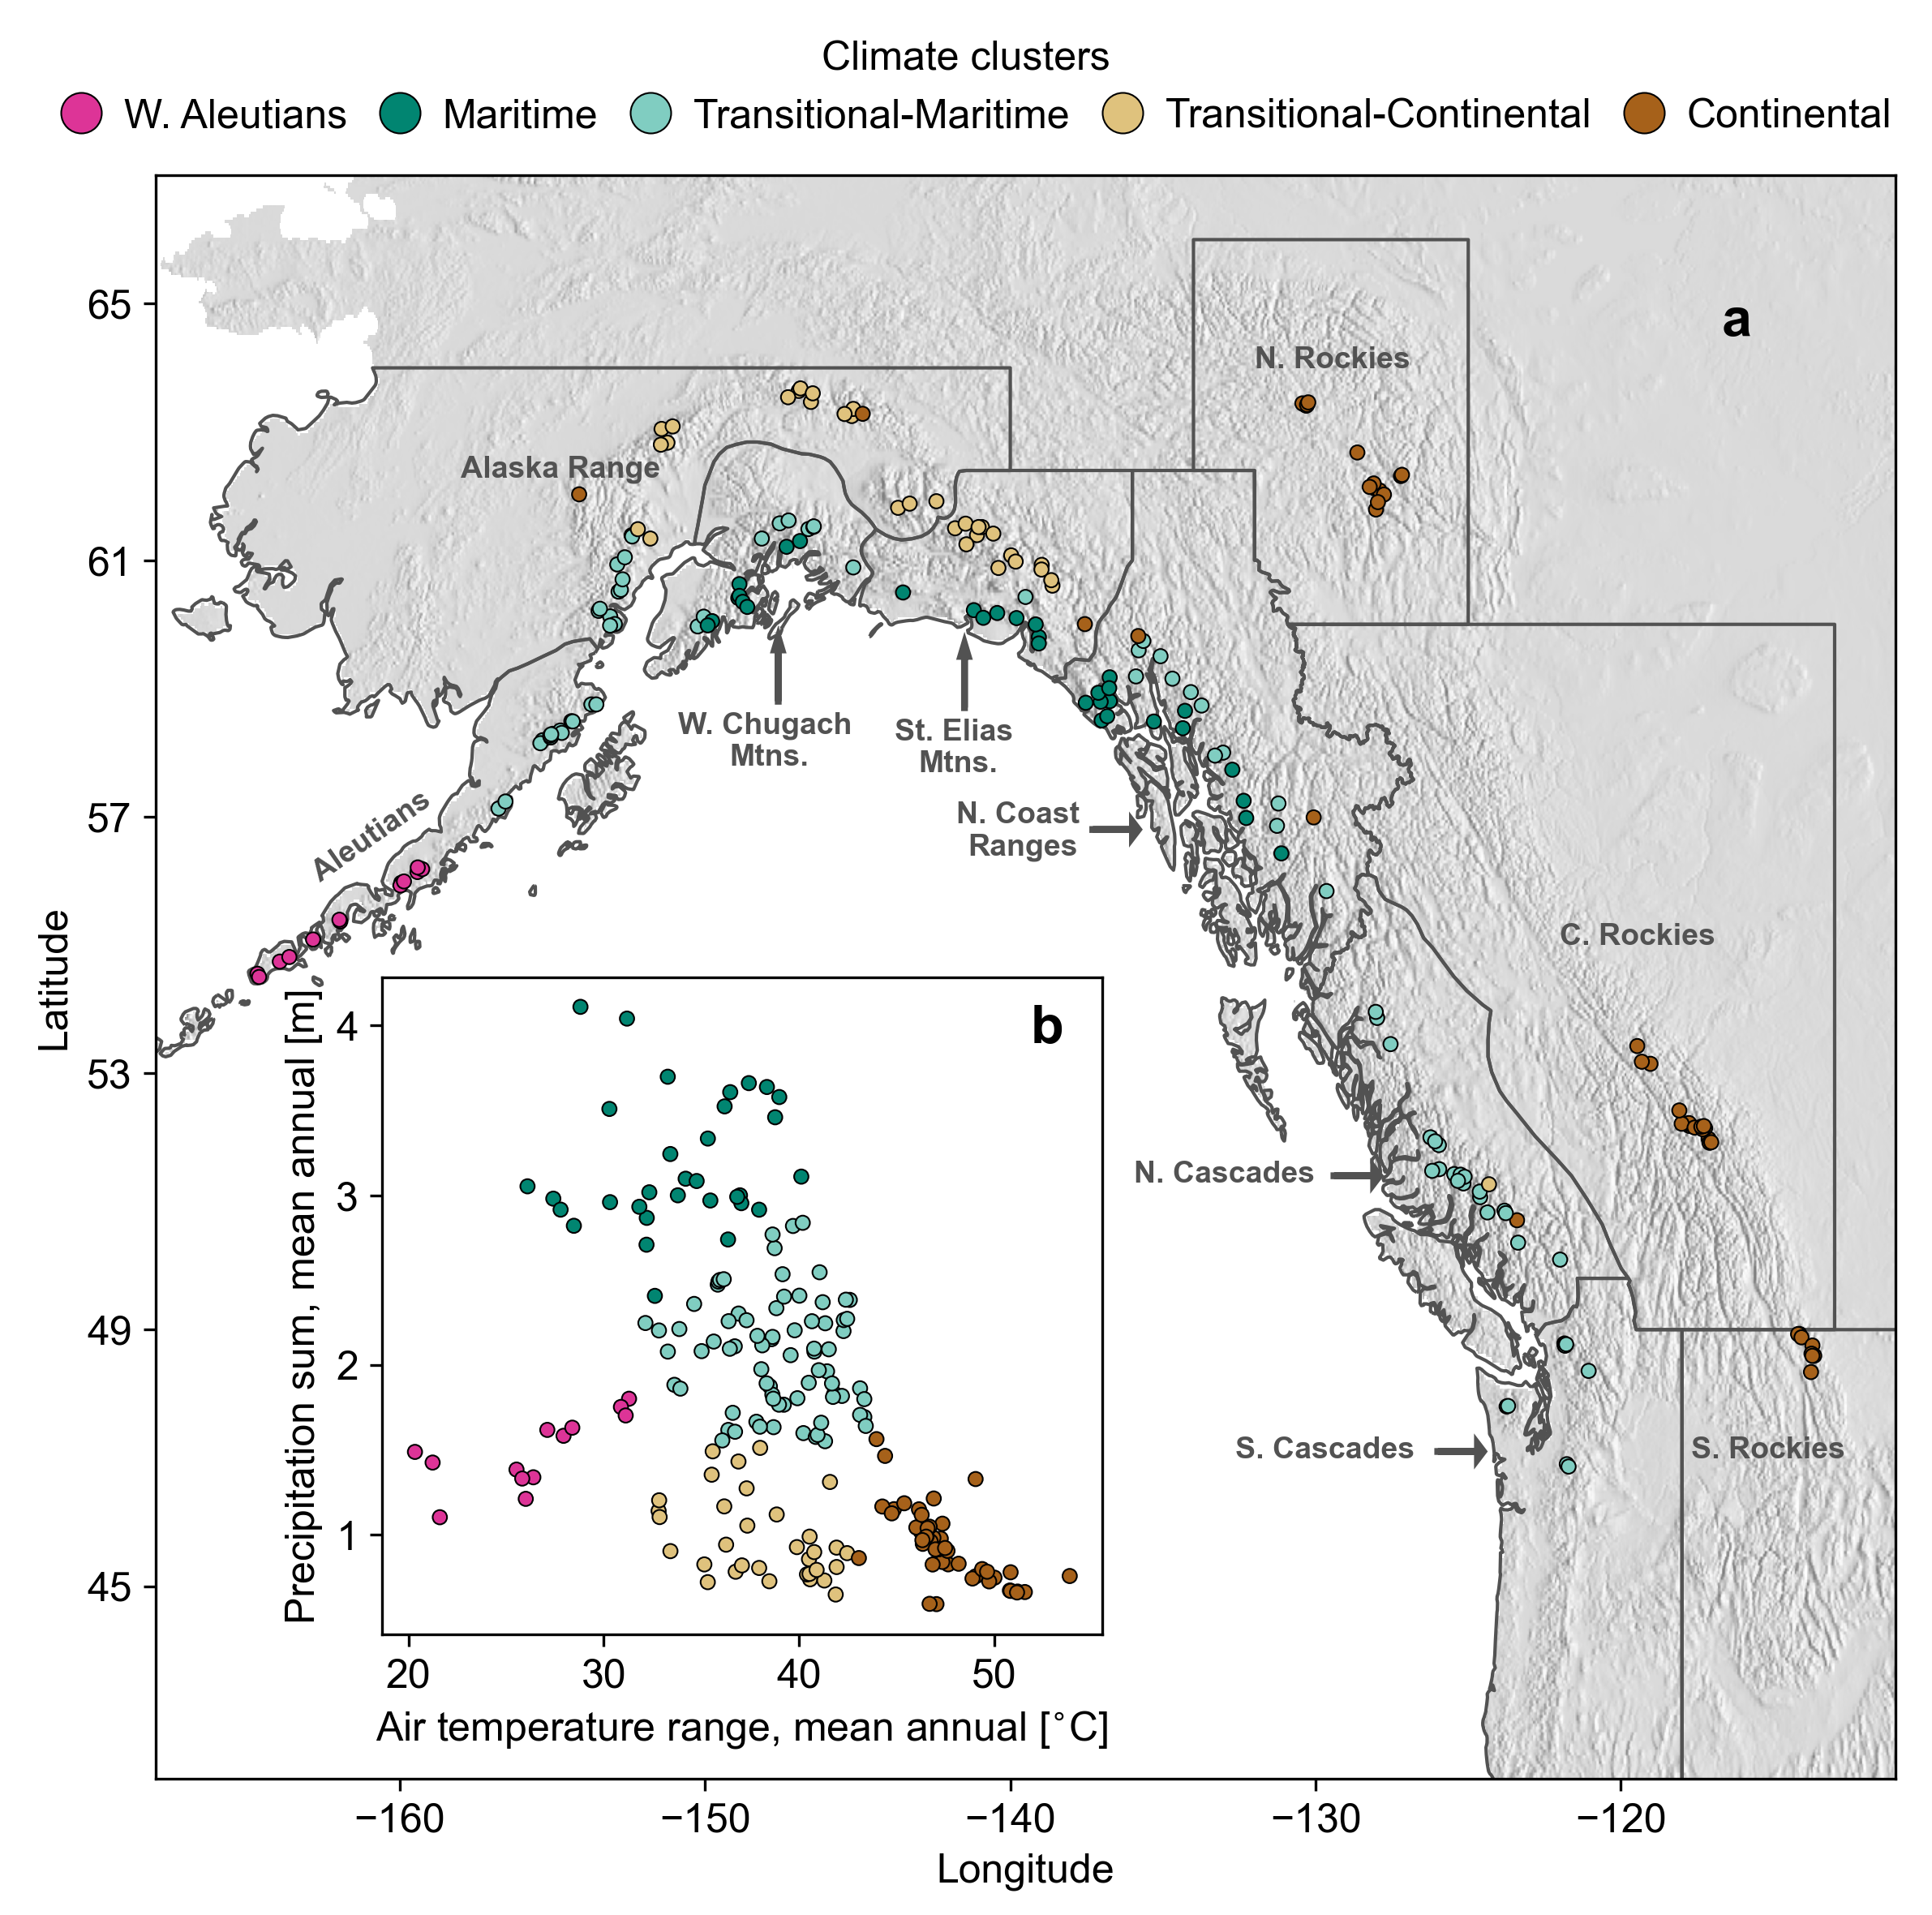 Climate clusters
W. Aleutians
Maritime
Transitional-Maritime
Transitional-Continental
Continental
a
65
61
57
53
49
45
Latitude
−160
−150
−140
−130
−120
Longitude
N. Rockies
Alaska Range
W. Chugach
Mtns.
St. Elias
Mtns.
N. Coast
Ranges
Aleutians
C. Rockies
N. Cascades
S. Cascades
S. Rockies
b
4
3
2
1
Precipitation sum, mean annual [m]
20
30
40
50
Air temperature range, mean annual [°C]